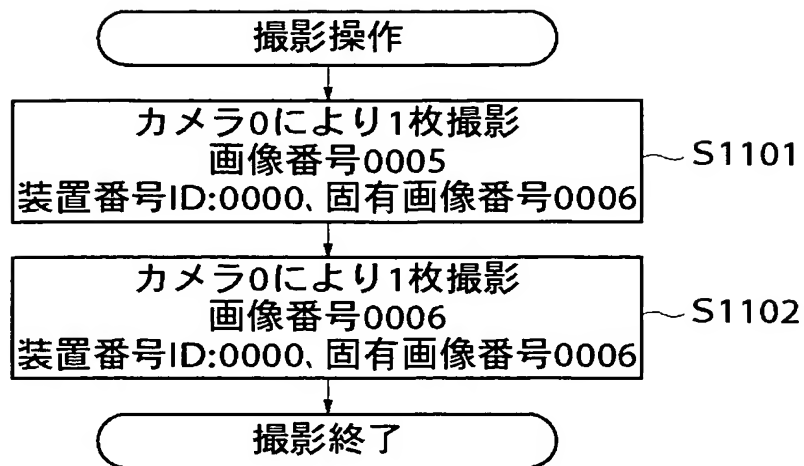 撮影操作
カメラ0により1枚撮影
画像番号0005
装置番号ID:0000、固有画像番号0006
S1101
カメラ0により1枚撮影
画像番号0006
装置番号ID:0000、固有画像番号0006
S1102
撮影終了